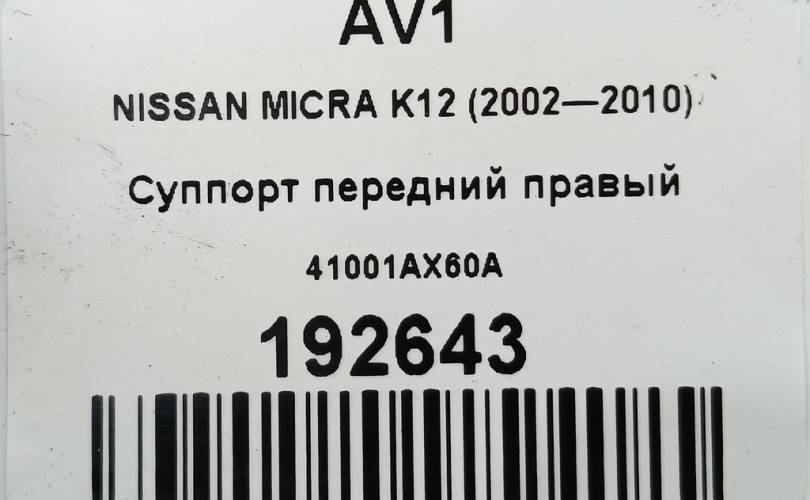 AV1
NISSAN MICRA K12 (2002—2010)
Суппорт передний правый
41001AX60A
192643